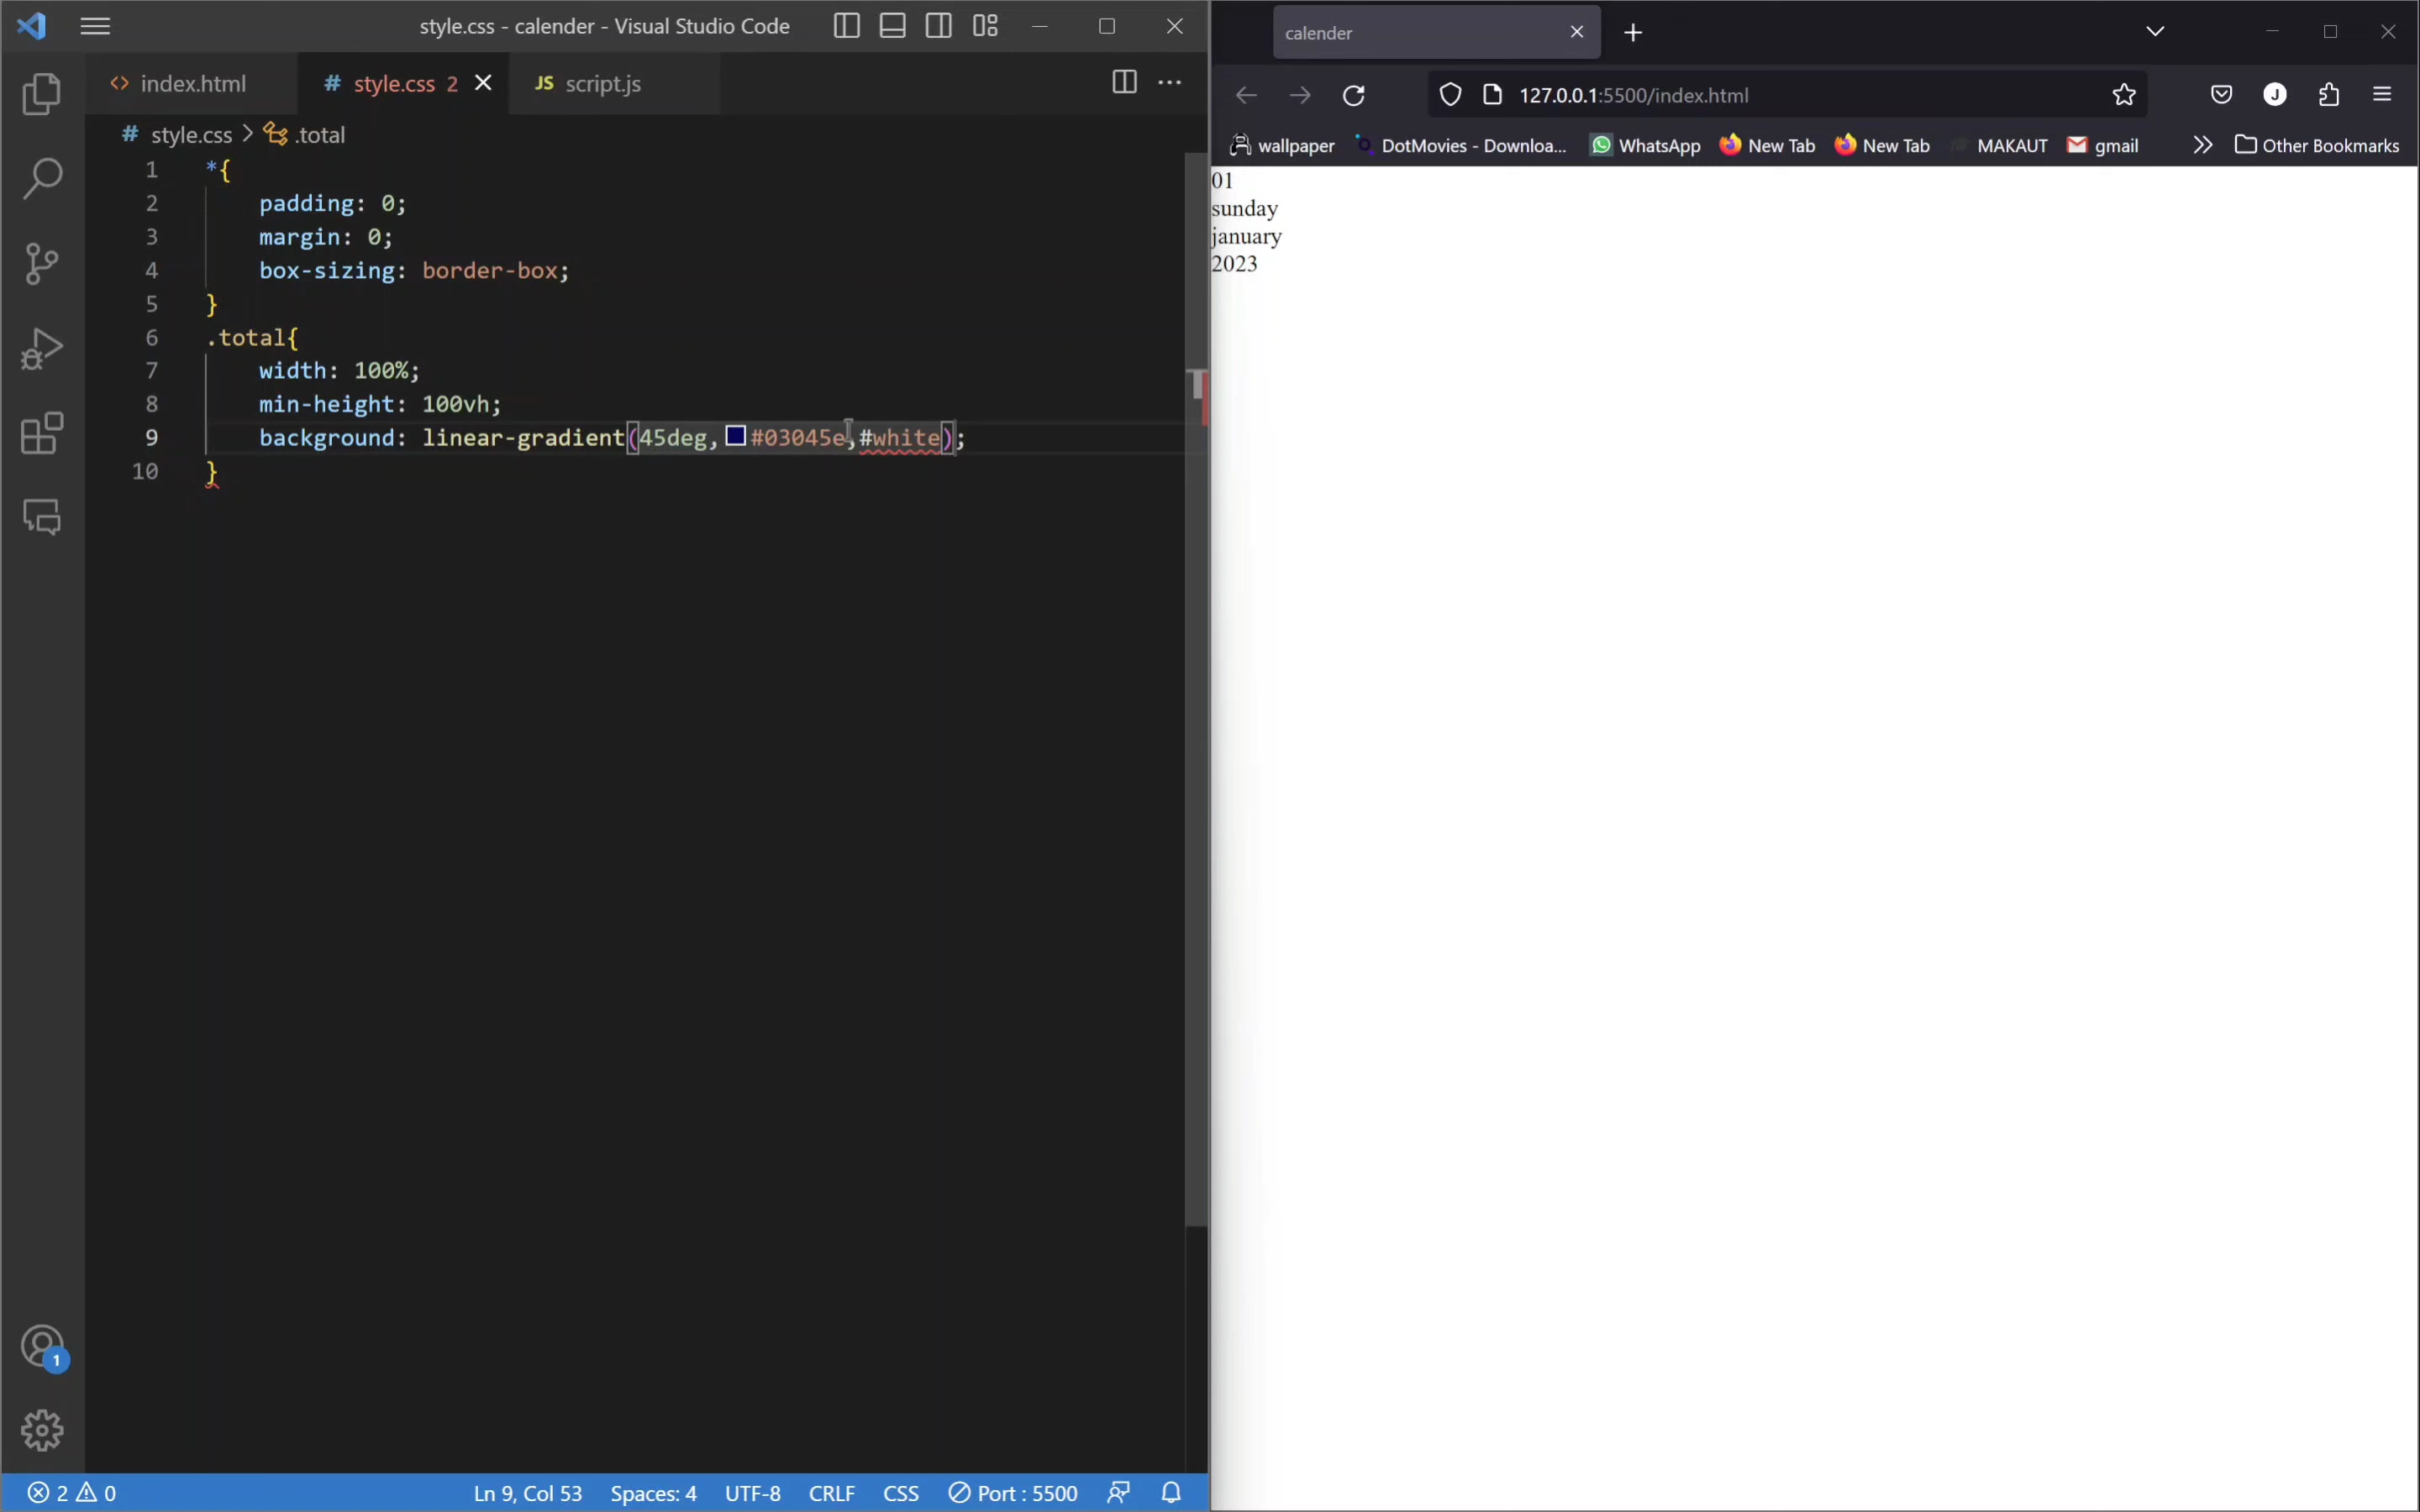 style.css - calender - Visual Studio Code
index.html
# style.css 2
JS script.js
# style.css > .total
1 *{
2 padding: 0;
3 margin: 0;
4 box-sizing: border-box;
5 }
6 .total{
7 width: 100%;
8 min-height: 100vh;
9 background: linear-gradient(45deg, #03045e,#white);
10 }
1
2 0
Ln 9, Col 53
Spaces: 4
UTF-8
CRLF
CSS
Port : 5500
calender
127.0.0.1:5500/index.html
J
wallpaper
DotMovies - Downloa...
WhatsApp
New Tab
New Tab
MAKAUT
gmail
Other Bookmarks
01
sunday
january
2023